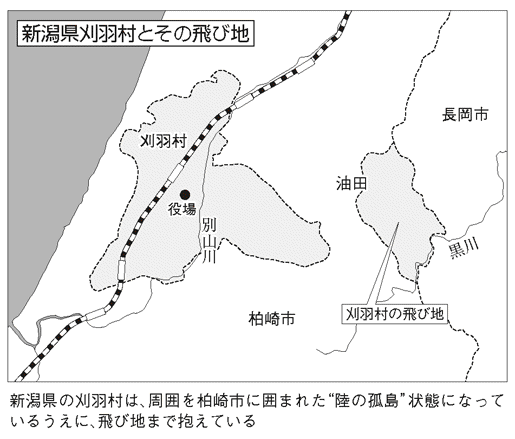 新潟県刈羽村とその飛び地
長岡市
刈羽村
油田
役場
別山川
黒川
刈羽村の飛び地
柏崎市
新潟県の刈羽村は、周囲を柏崎市に囲まれた“陸の孤島”状態になって
いるうえに、飛び地まで抱えている